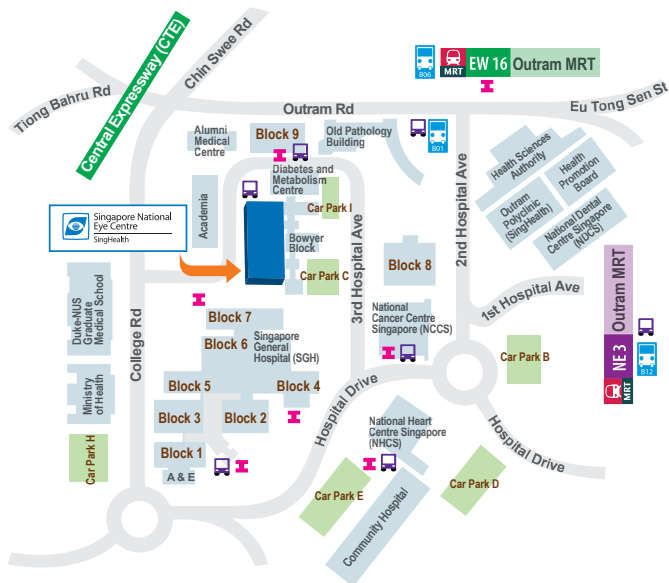 Central Expressway (CTE)
Chin Swee Rd
Tiong Bahru Rd
B06
MRT
EW 16
Outram MRT
Eu Tong Sen St
Outram Rd
Alumni
Medical
Centre
Block 9
Old Pathology
Building
B01
Diabetes and
Metabolism
Centre
Academia
Car Park I
Singapore National
Eye Centre
SingHealth
Bowyer
Block
Car Park C
3rd Hospital Ave
Block 8
2nd Hospital Ave
Health Sciences
Authority
Health
Promotion
Board
Outram
Polyclinic
(SingHealth)
National Dental
Centre Singapore
(NDCS)
1st Hospital Ave
Outram MRT
NE 3
MRT
B12
Duke-NUS
Graduate
Medical School
College Rd
Block 7
Block 6
Singapore
General
Hospital (SGH)
National
Cancer Centre
Singapore (NCCS)
Car Park B
Ministry
of Health
Block 5
Block 4
Block 3
Block 2
Hospital Drive
National Heart
Centre Singapore
(NHCS)
Hospital Drive
Car Park H
Block 1
A & E
Car Park E
Community Hospital
Car Park D